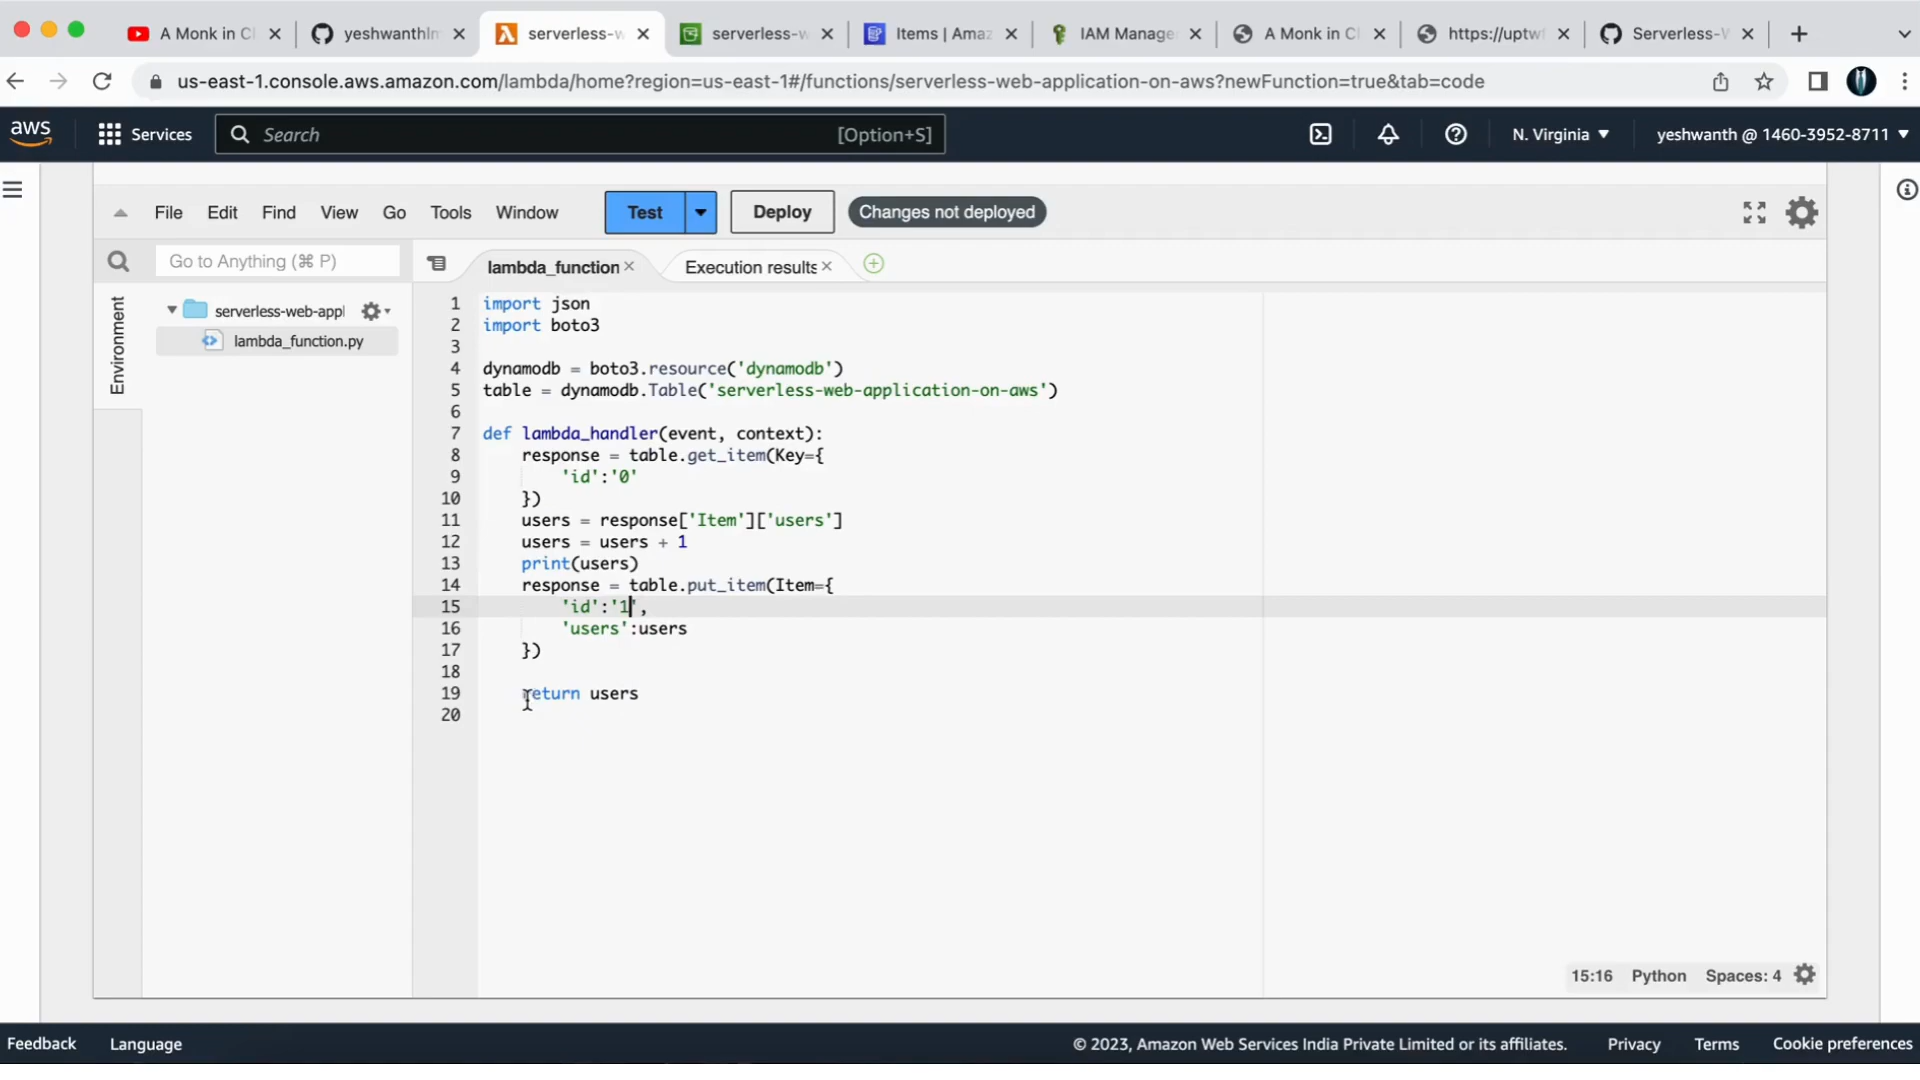 A Monk in Cl
yeshwanthlm
serverless-w
serverless-w
Items | Amaz
IAM Manage
A Monk in Cl
https://uptwf
Serverless-W
us-east-1.console.aws.amazon.com/lambda/home?region=us-east-1#/functions/serverless-web-application-on-aws?newFunction=true&tab=code
aws
Services
Search
[Option+S]
N. Virginia
yeshwanth @ 1460-3952-8711
File Edit Find View Go Tools Window
Test
Deploy
Changes not deployed
Go to Anything (⌘ P)
lambda_function
Execution results
Environment
serverless-web-appl
lambda_function.py
1 import json
2 import boto3
3
4 dynamodb = boto3.resource('dynamodb')
5 table = dynamodb.Table('serverless-web-application-on-aws')
6
7 def lambda_handler(event, context):
8 response = table.get_item(Key={
9 'id':'0'
10 })
11 users = response['Item']['users']
12 users = users + 1
13 print(users)
14 response = table.put_item(Item={
15 'id':'1',
16 'users':users
17 })
18
19 return users
20
15:16 Python Spaces: 4
Feedback Language
© 2023, Amazon Web Services India Private Limited or its affiliates. Privacy Terms Cookie preferences